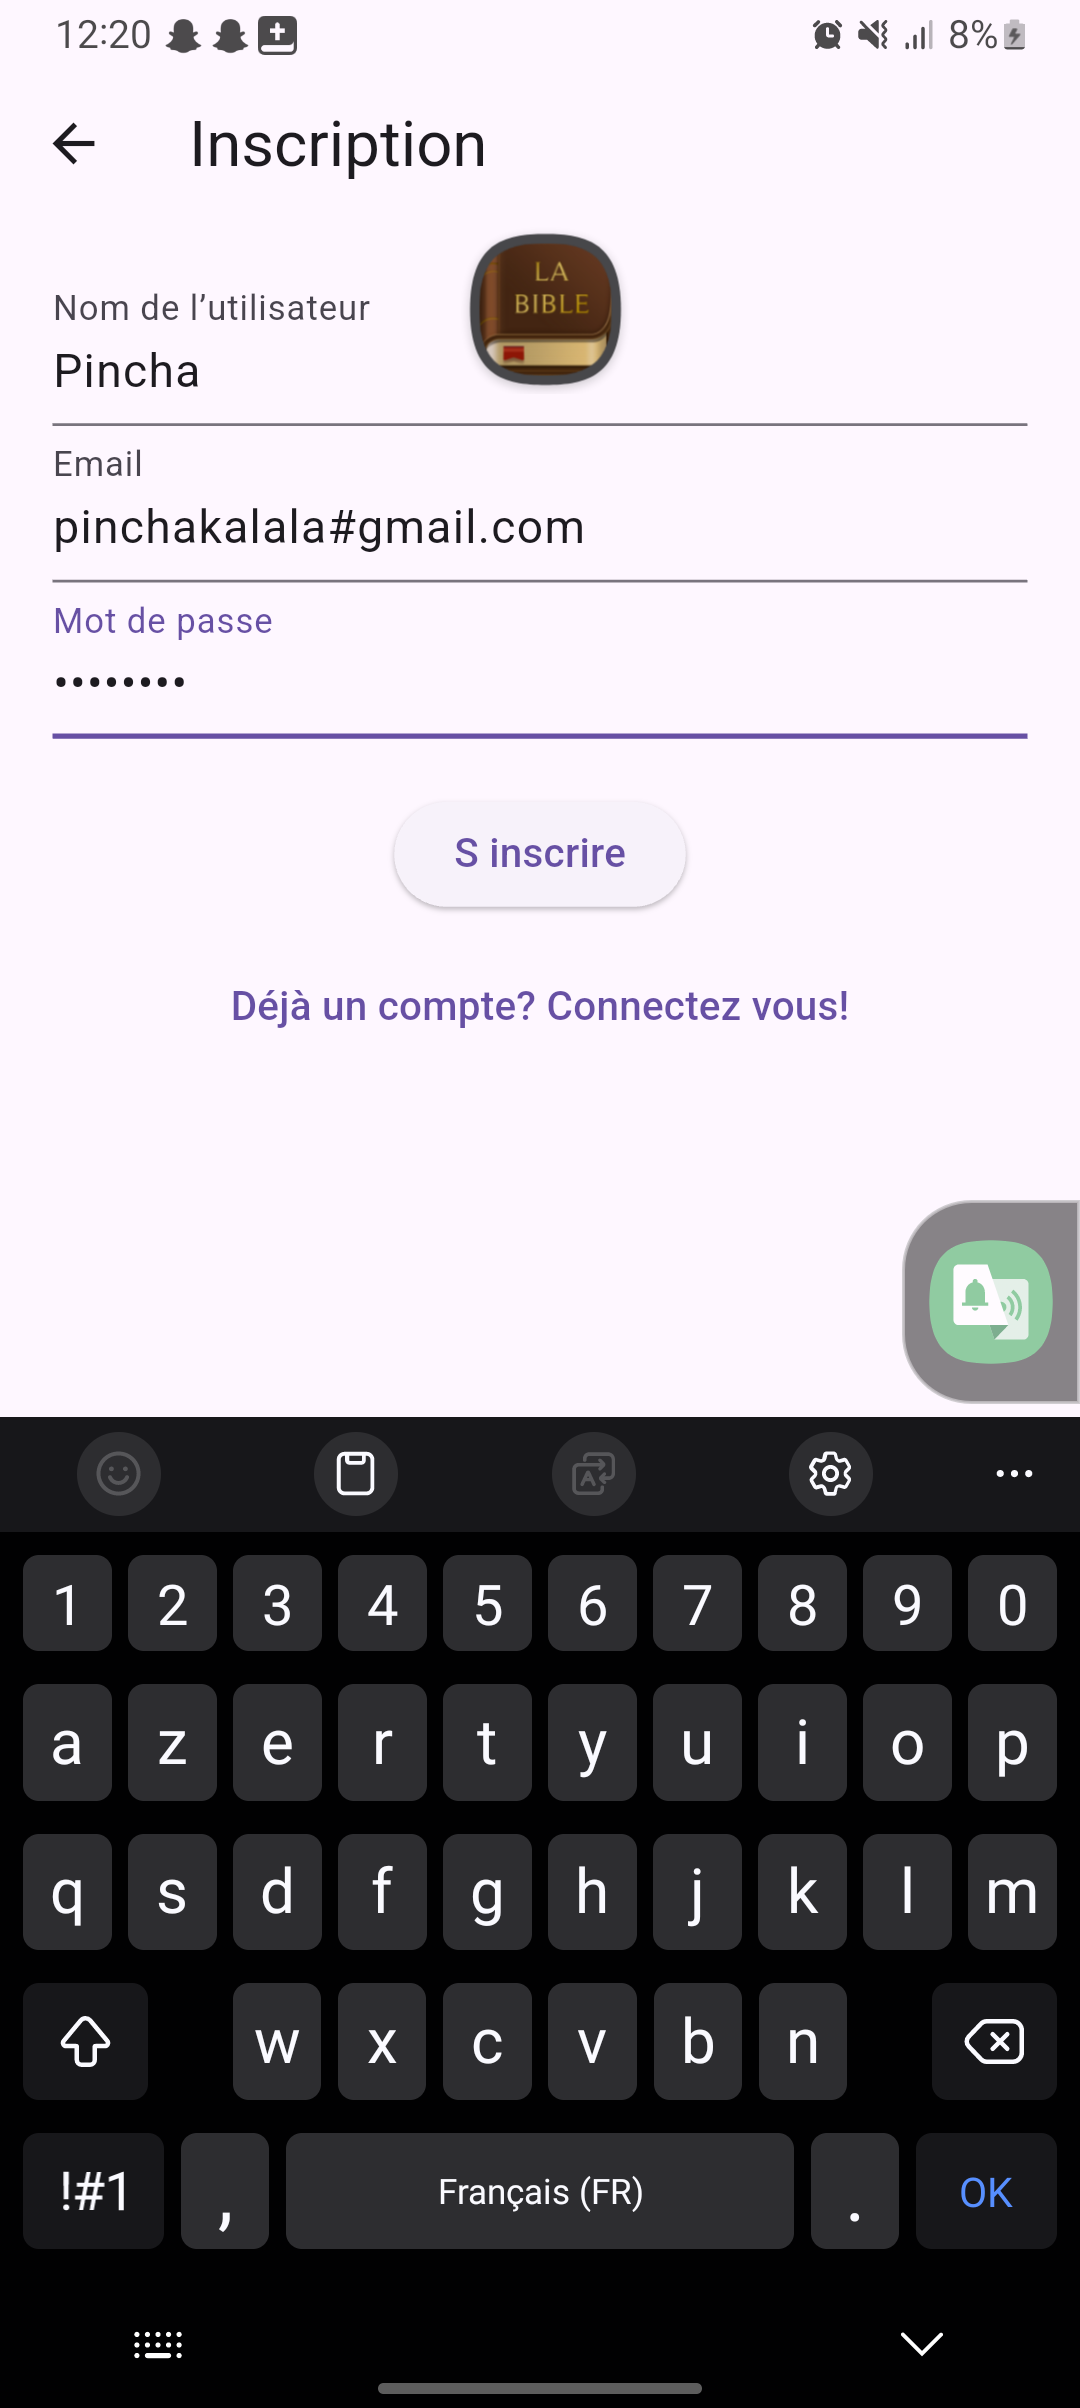 12:20 8%
Inscription
LA
BIBLE
Nom de l’utilisateur
Pincha
Email
pinchakalala#gmail.com
Mot de passe
••••••••
S inscrire
Déjà un compte? Connectez vous!
1 2 3 4 5 6 7 8 9 0
a z e r t y u i o p
q s d f g h j k l m
w x c v b n
!#1 , Français (FR) . OK